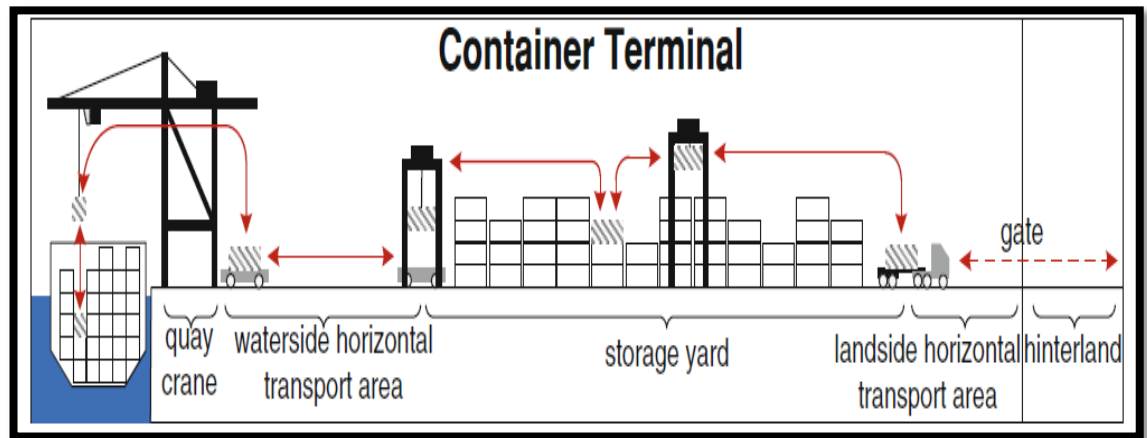 Container Terminal
gate
quay
crane
waterside horizontal
transport area
storage yard
landside horizontal
transport area
hinterland